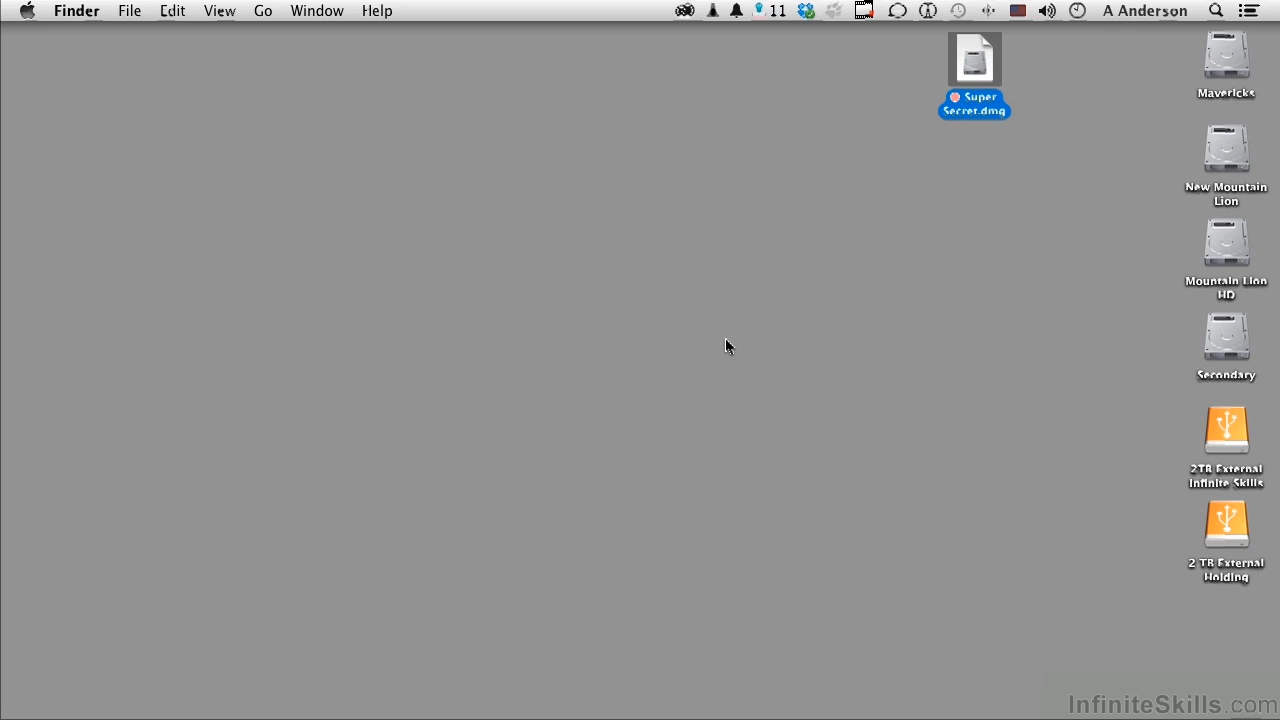 Finder File Edit View Go Window Help 11 A Anderson
Super
Secret.dmg
Mavericks
New Mountain
Lion
Mountain Lion
HD
Secondary
2TB External
Infinite Skills
2 TB External
Holding
InfiniteSkills.com